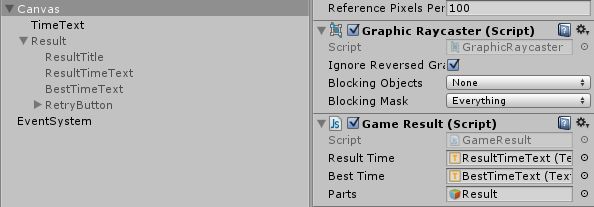 Canvas
TimeText
Result
ResultTitle
ResultTimeText
BestTimeText
RetryButton
EventSystem
Reference Pixels Per 100
Graphic Raycaster (Script)
Script GraphicRaycaster
Ignore Reversed Gra
Blocking Objects None
Blocking Mask Everything
Game Result (Script)
Script GameResult
Result Time ResultTimeText (Te
Best Time BestTimeText (Text
Parts Result